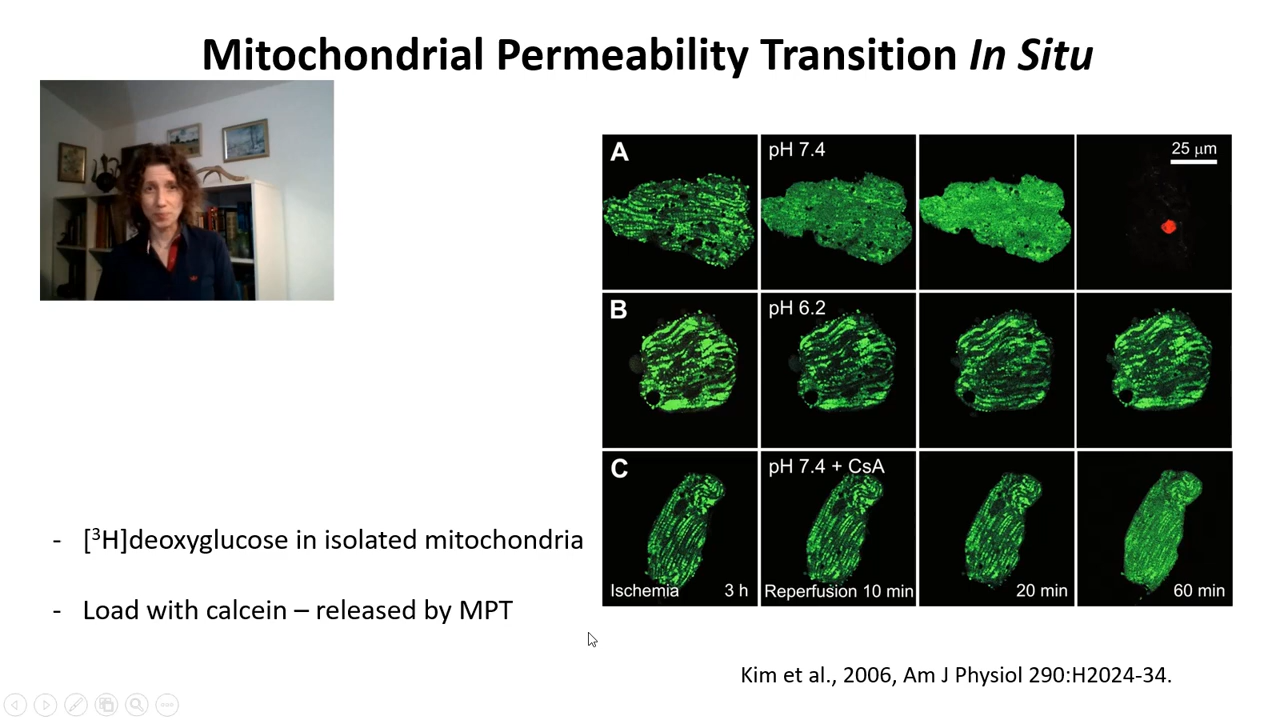 Mitochondrial Permeability Transition In Situ
A
pH 7.4
25 µm
B
pH 6.2
C
pH 7.4 + CsA
Ischemia 3 h
Reperfusion 10 min
20 min
60 min
- [³H]deoxyglucose in isolated mitochondria
- Load with calcein – released by MPT
Kim et al., 2006, Am J Physiol 290:H2024-34.